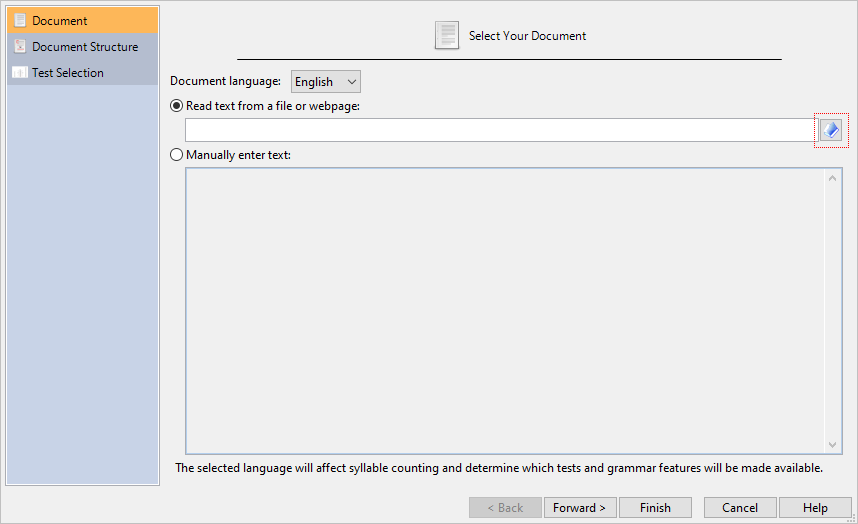 Document
Document Structure
Test Selection
Select Your Document
Document language: English
Read text from a file or webpage:
Manually enter text:
The selected language will affect syllable counting and determine which tests and grammar features will be made available.
< Back Forward > Finish Cancel Help